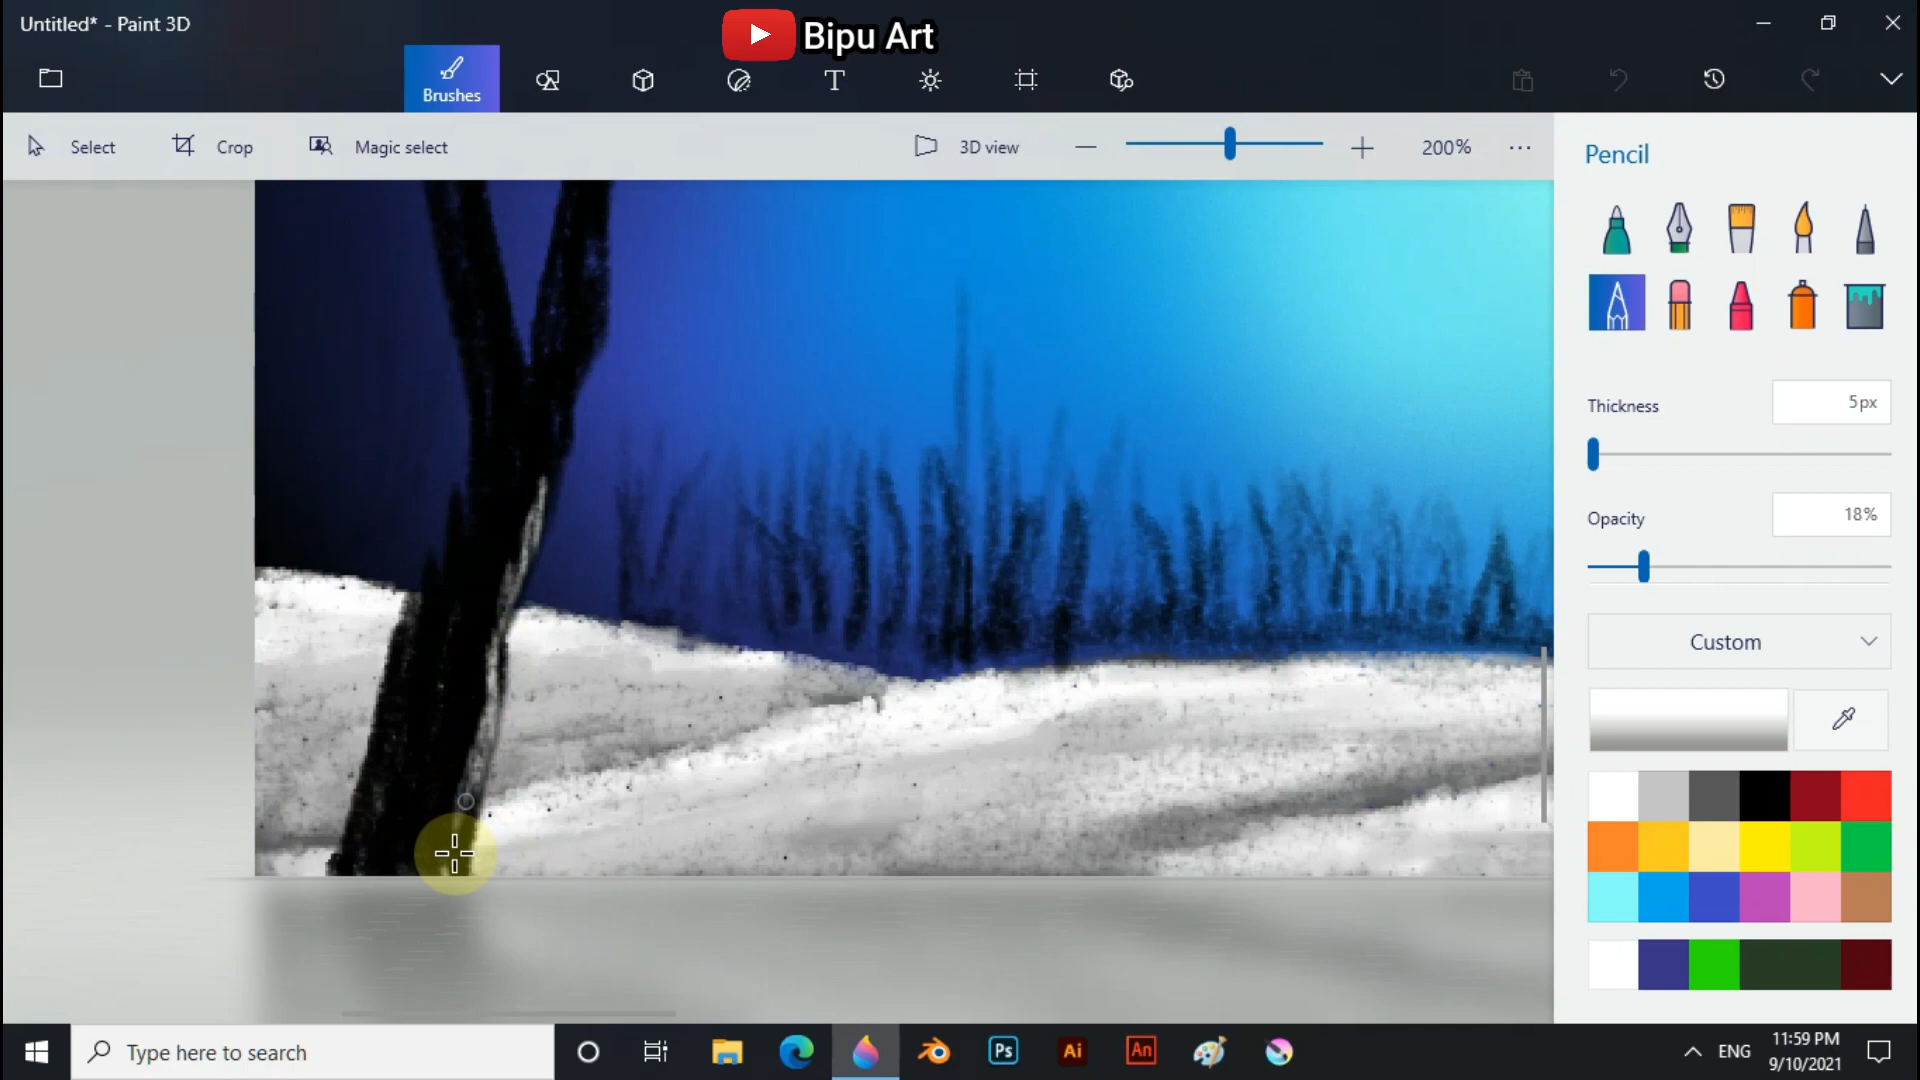 Untitled* - Paint 3D
Bipu Art
Brushes
T
Select
Crop
Magic select
3D view
200%
Pencil
Thickness
5px
Opacity
18%
Custom
Type here to search
Ps
Ai
An
ENG
11:59 PM
9/10/2021